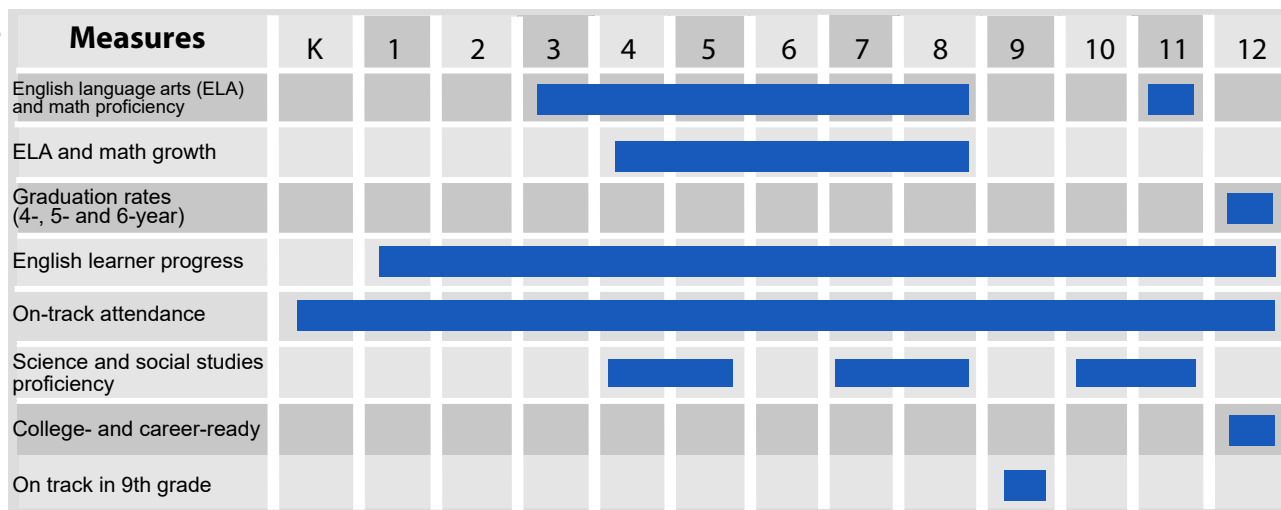 Measures K 1 2 3 4 5 6 7 8 9 10 11 12
English language arts (ELA)
and math proficiency
ELA and math growth
Graduation rates
(4-, 5- and 6-year)
English learner progress
On-track attendance
Science and social studies
proficiency
College- and career-ready
On track in 9th grade